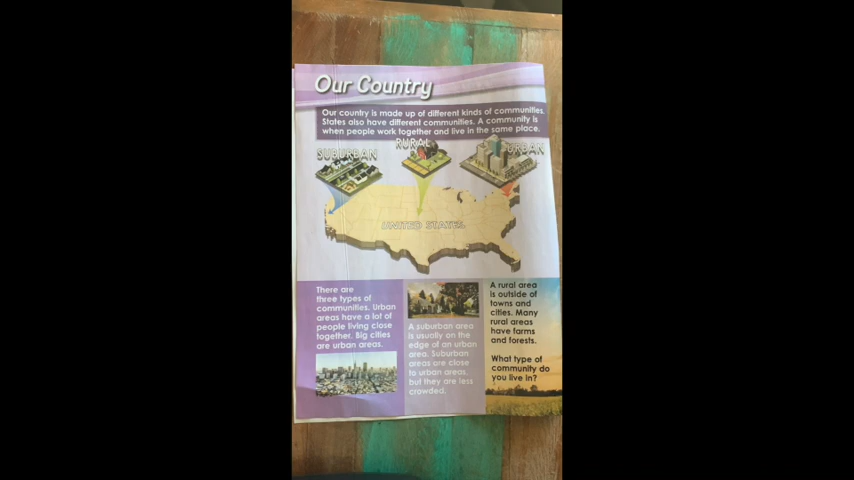 Our Country
Our country is made up of different kinds of communities.
States also have different communities. A community is
when people work together and live in the same place.
SUBURBAN
RURAL
URBAN
UNITED STATES
There are
three types of
communities. Urban
areas have a lot of
people living close
together. Big cities
are urban areas.
A suburban area
is usually on the
edge of an urban
area. Suburban
areas are close
to urban areas,
but they are less
crowded.
A rural area
is outside of
towns and
cities. Many
rural areas
have farms
and forests.
What type of
community do
you live in?